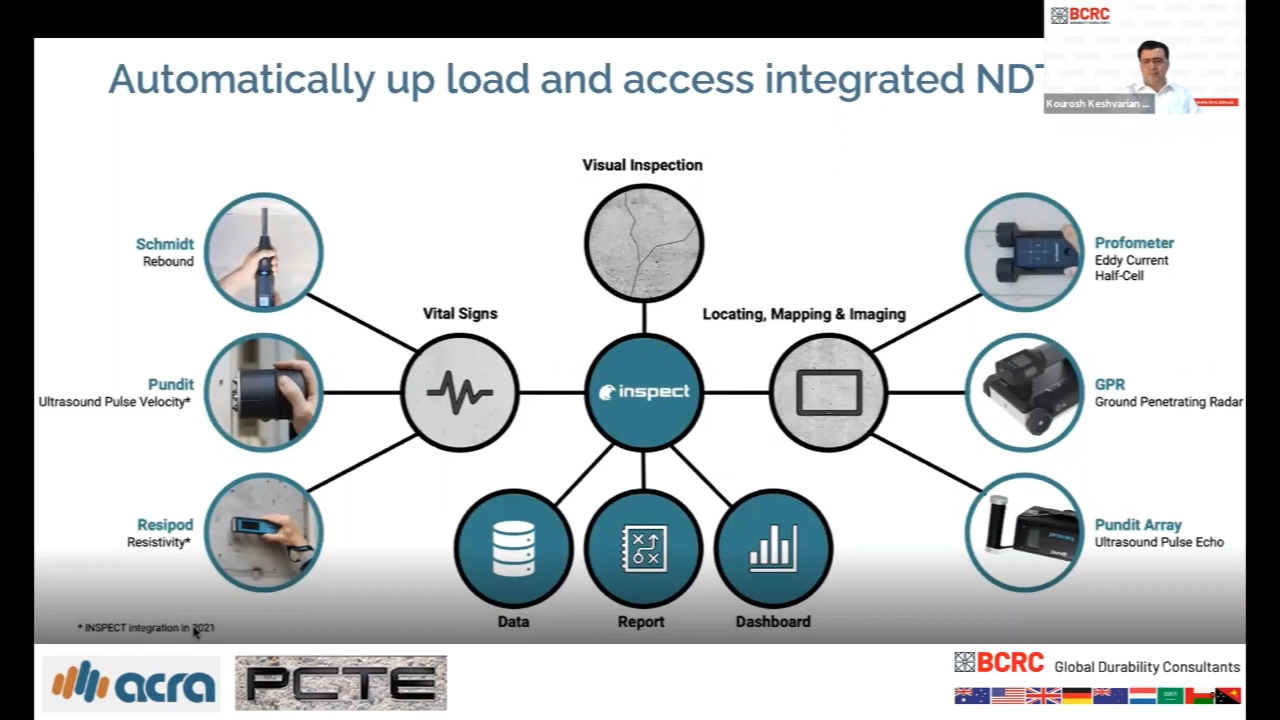 BCRC
Kourosh Keshvarian ...
Automatically up load and access integrated
Visual Inspection
Schmidt
Rebound
Profometer
Eddy Current
Half-Cell
Vital Signs
Locating, Mapping & Imaging
Pundit
Ultrasound Pulse Velocity*
inspect
GPR
Ground Penetrating Radar
Resipod
Resistivity*
Pundit Array
Ultrasound Pulse Echo
Data
Report
Dashboard
* INSPECT integration in 2021
acra
PCTE
BCRC
Global Durability Consultants